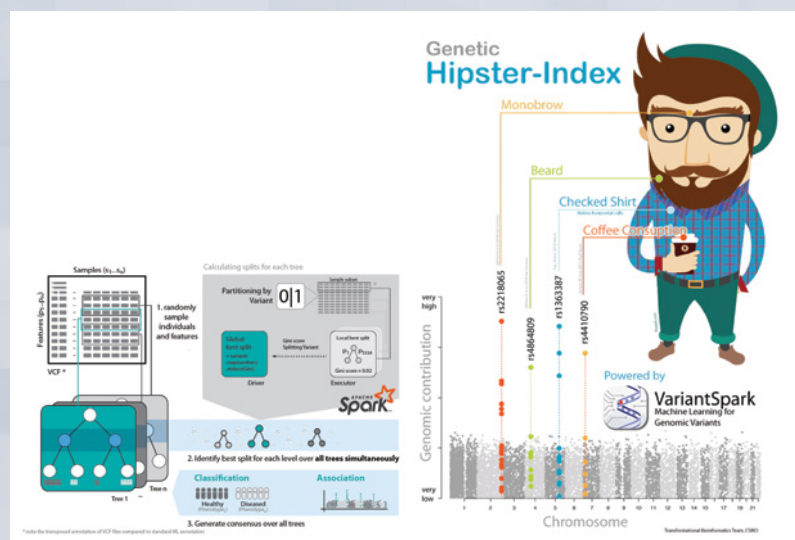 Genetic
Hipster-Index
Monobrow
Beard
Checked Shirt
Coffee Consuption
rs2218065
rs4864809
rs1363387
rs4410790
very
high
Genomic contribution
very
low
1 2 3 4 5 6 7 8 9 10 11 12 13 14 15 17 19 21
Chromosome
Powered by
VariantSpark
Machine Learning for
Genomic Variants
Transformational Bioinformatics Team, CSIRO
Samples (s₁...sₙ)
Features (p₁...pₙ)
VCF *
1. randomly
sample
individuals
and features
Calculating splits for each tree
Partitioning by
Variant
0|1
Sample subset
Global
best split
Driver
Gini score
Splitting Variant
Local best split
Gini score = 0.02
Executor
APACHE
Spark
Tree 1
...
Tree n
2. Identify best split for each level over all trees simultaneously
Classification
Association
Healthy
Diseased
3. Generate consensus over all trees
* note the transposed annotation of VCF files compared to standard ML annotation